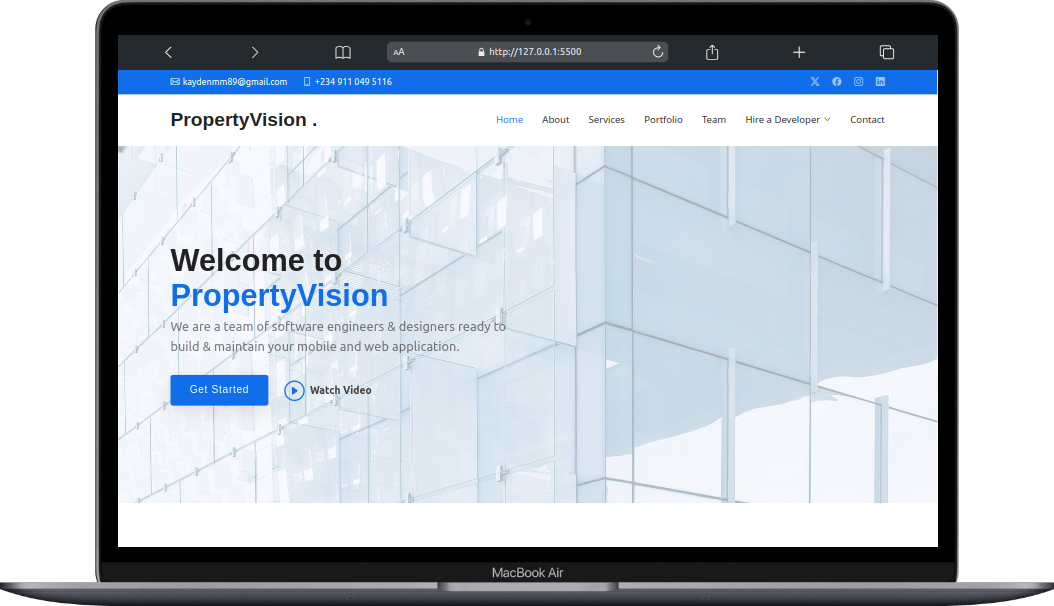 AA http://127.0.0.1:5500
kaydenmm89@gmail.com +234 911 049 5116
PropertyVision .
Home About Services Portfolio Team Hire a Developer Contact
Welcome to
PropertyVision
We are a team of software engineers & designers ready to
build & maintain your mobile and web application.
Get Started Watch Video
MacBook Air